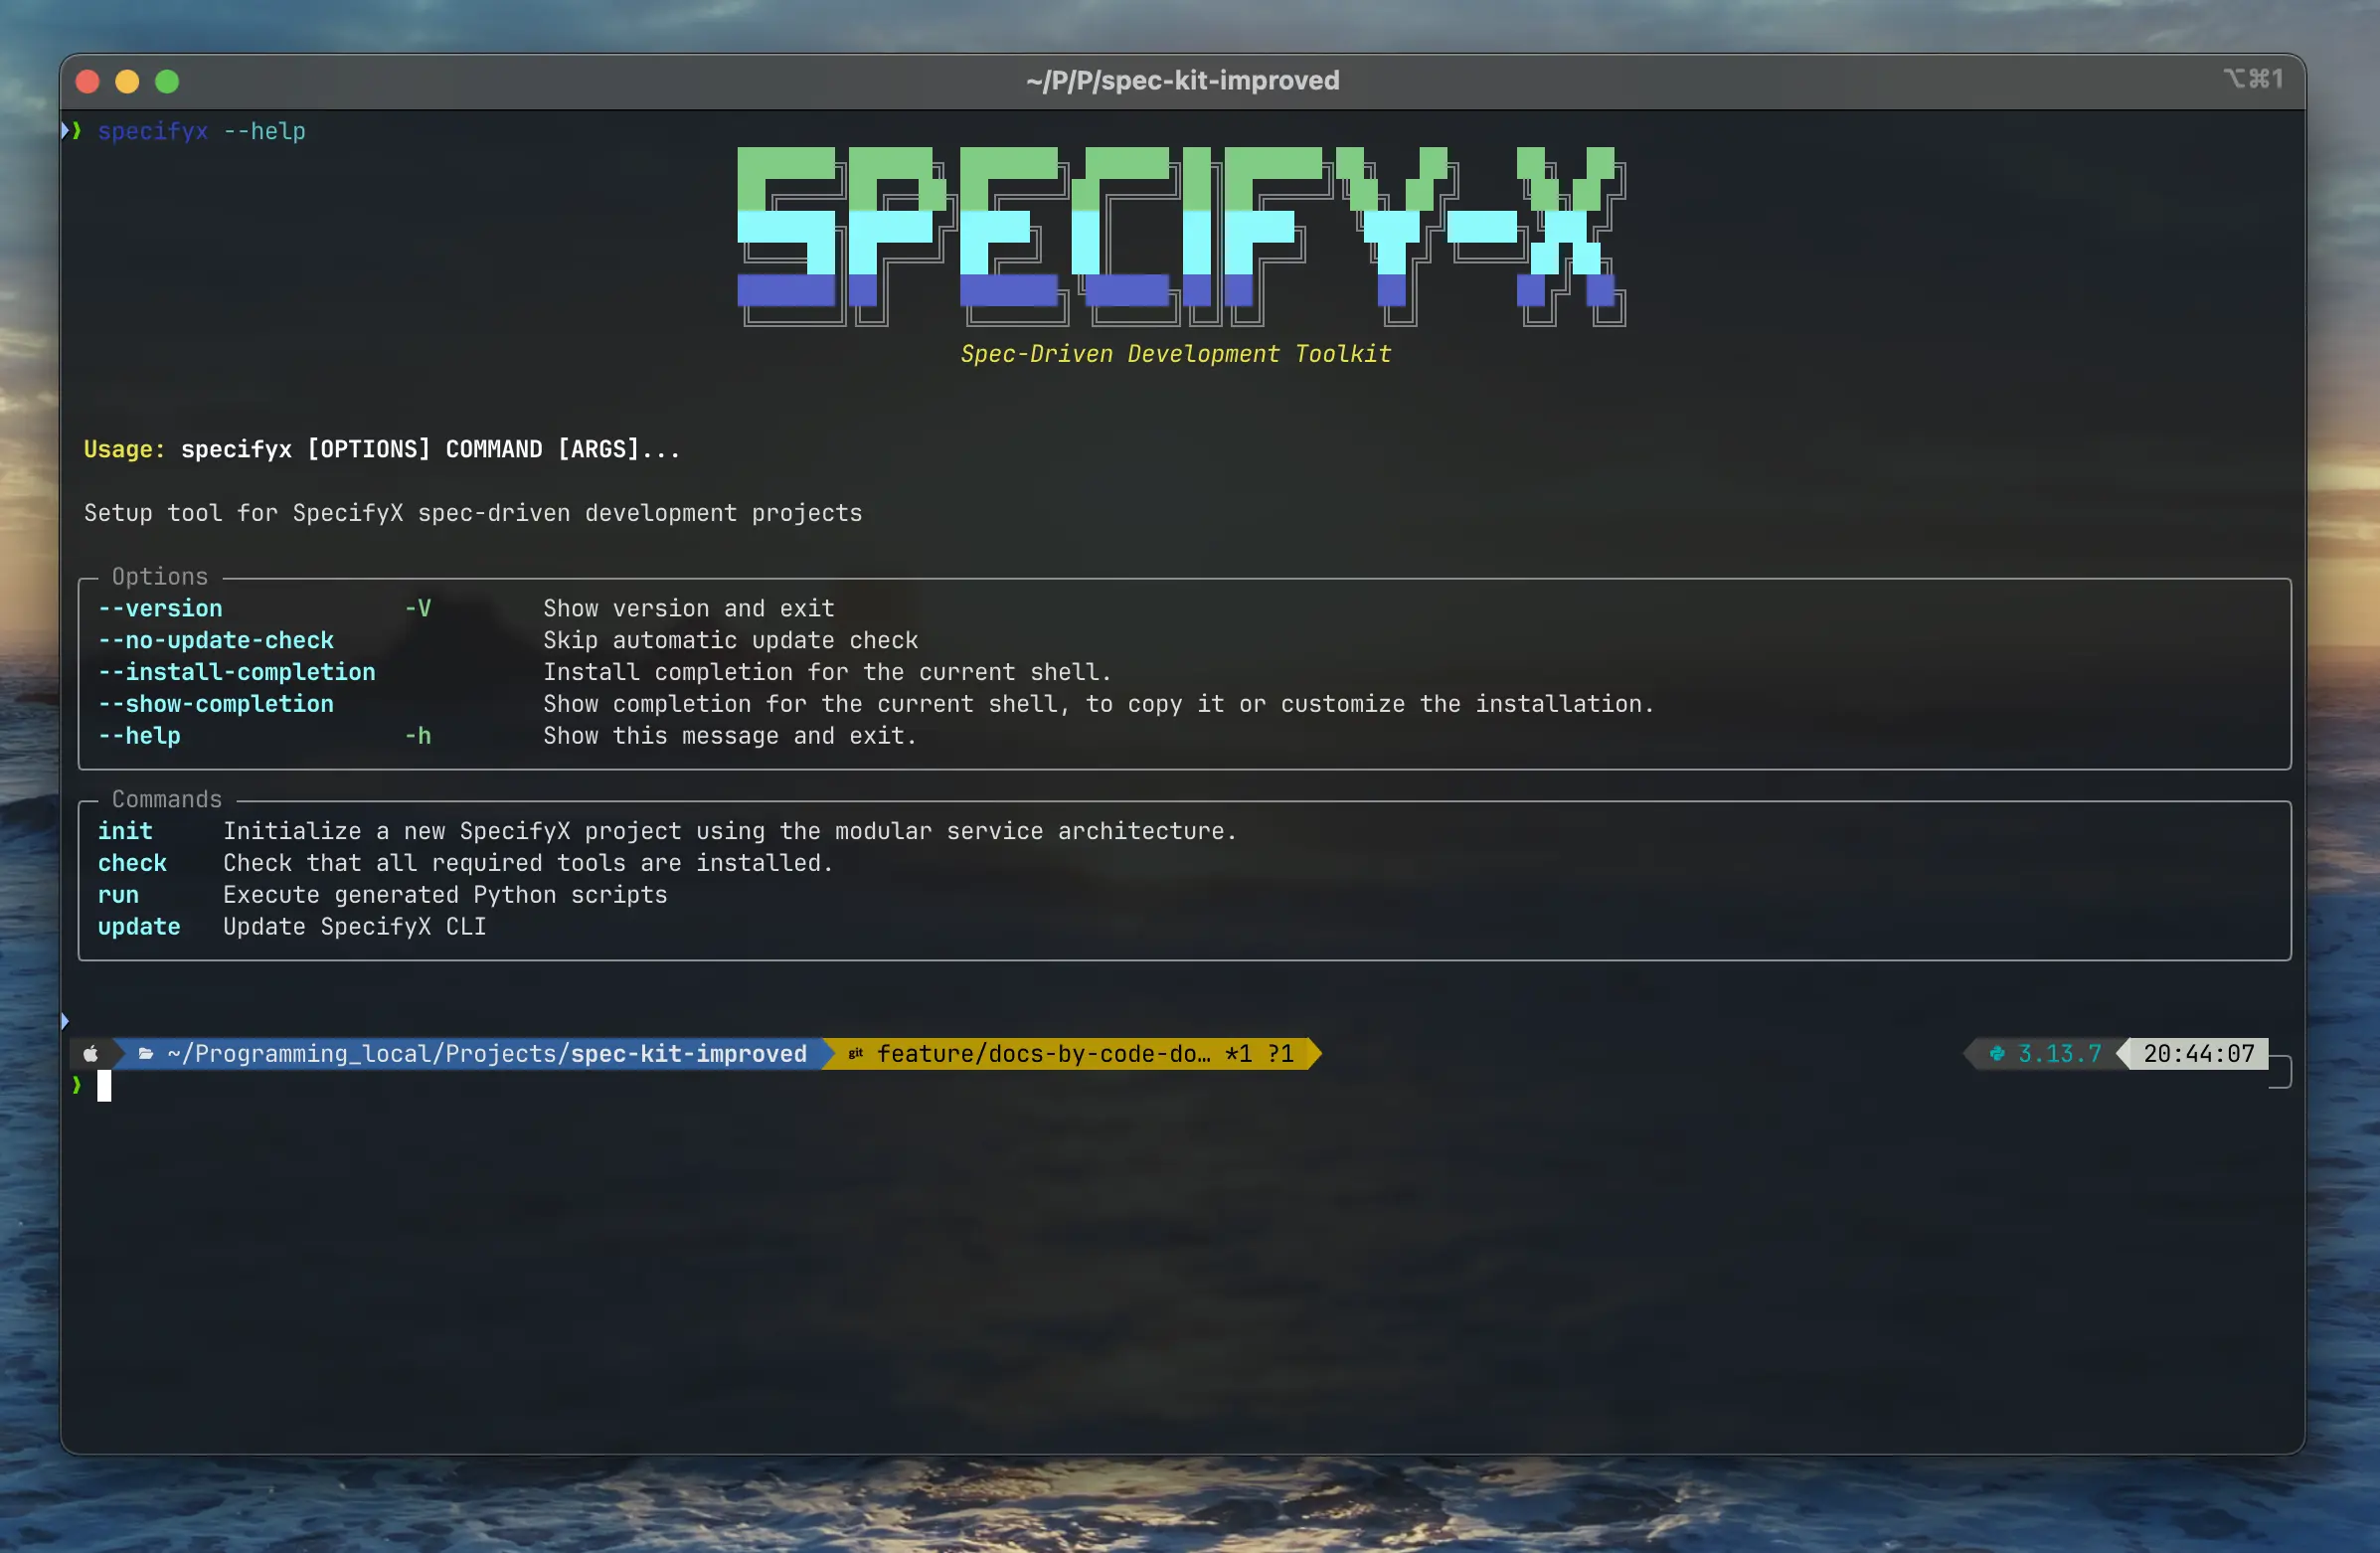 ~/P/P/spec-kit-improved
⌥⌘1
❯ specifyx --help
SPECIFY-X
Spec-Driven Development Toolkit
Usage: specifyx [OPTIONS] COMMAND [ARGS]...
Setup tool for SpecifyX spec-driven development projects
Options
--version -V Show version and exit
--no-update-check Skip automatic update check
--install-completion Install completion for the current shell.
--show-completion Show completion for the current shell, to copy it or customize the installation.
--help -h Show this message and exit.
Commands
init Initialize a new SpecifyX project using the modular service architecture.
check Check that all required tools are installed.
run Execute generated Python scripts
update Update SpecifyX CLI
~/Programming_local/Projects/spec-kit-improved git feature/docs-by-code-do… *1 ?1 3.13.7 20:44:07
❯